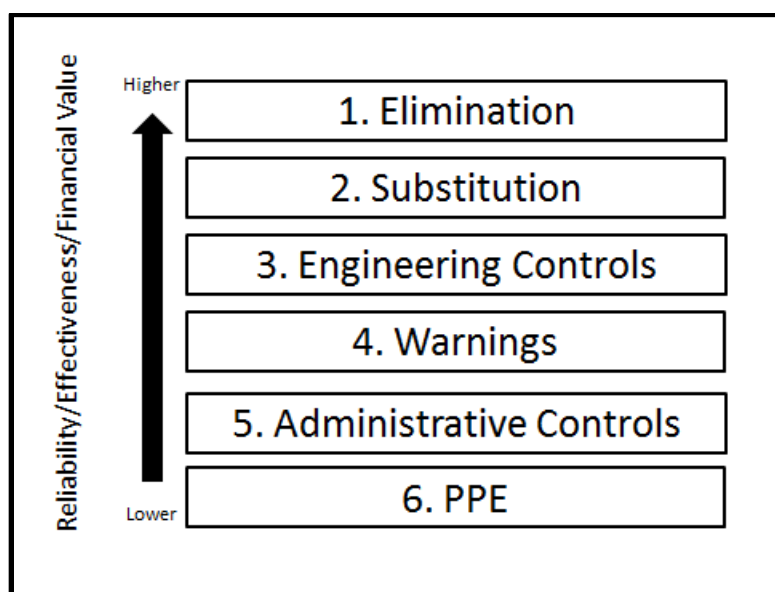 Reliability/Effectiveness/Financial Value
Higher
1. Elimination
2. Substitution
3. Engineering Controls
4. Warnings
5. Administrative Controls
6. PPE
Lower